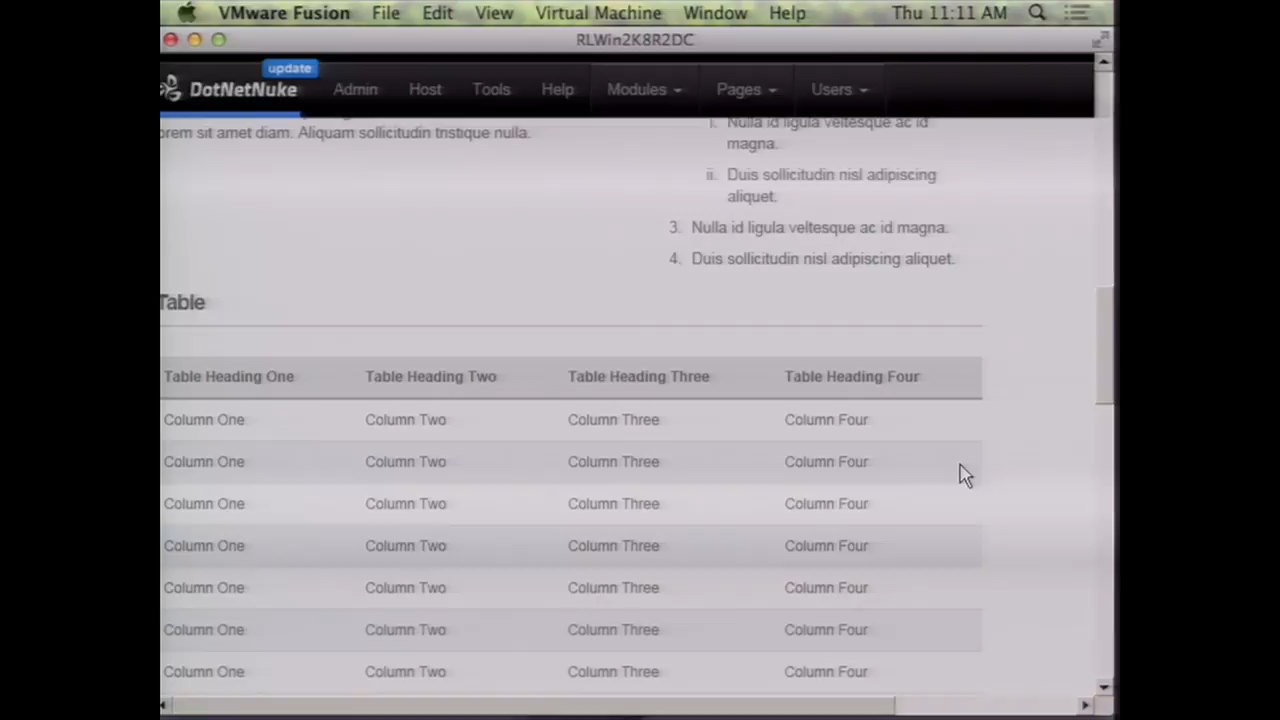 VMware Fusion File Edit View Virtual Machine Window Help Thu 11:11 AM
RLWin2K8R2DC
update
DotNetNuke Admin Host Tools Help Modules Pages Users
orem sit amet diam. Aliquam sollicitudin tristique nulla.
i. Nulla id ligula veltesque ac id
magna.
ii. Duis sollicitudin nisl adipiscing
aliquet.
3. Nulla id ligula veltesque ac id magna.
4. Duis sollicitudin nisl adipiscing aliquet.
Table
Table Heading One Table Heading Two Table Heading Three Table Heading Four
Column One Column Two Column Three Column Four
Column One Column Two Column Three Column Four
Column One Column Two Column Three Column Four
Column One Column Two Column Three Column Four
Column One Column Two Column Three Column Four
Column One Column Two Column Three Column Four
Column One Column Two Column Three Column Four